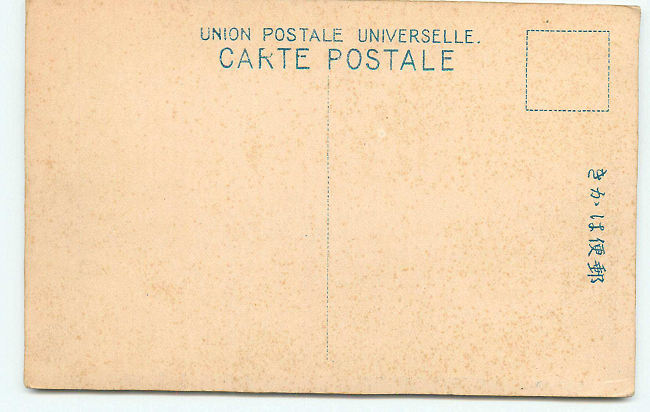 UNION POSTALE UNIVERSELLE.
CARTE POSTALE
郵便はかき